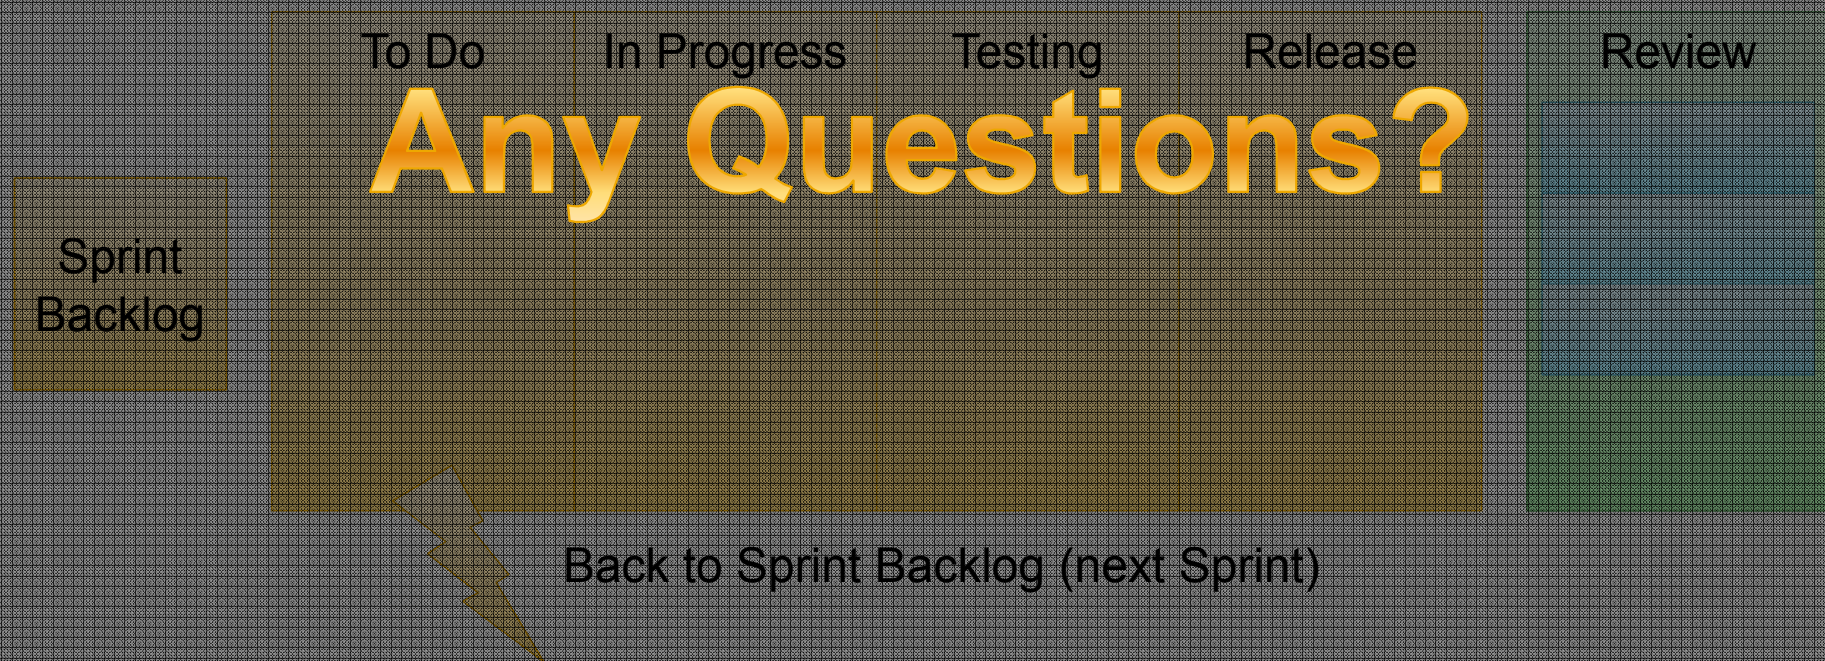 To Do
In Progress
Testing
Release
Review
Any Questions?
Sprint
Backlog
Back to Sprint Backlog (next Sprint)